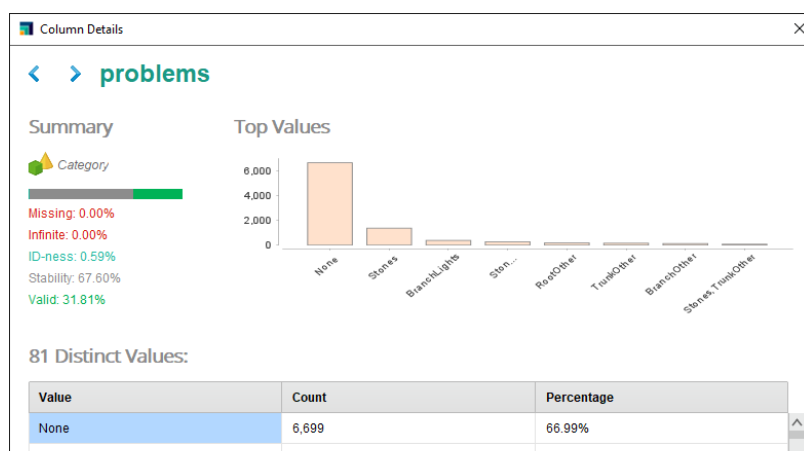 Column Details
problems
Summary
Top Values
Category
Missing: 0.00%
Infinite: 0.00%
ID-ness: 0.59%
Stability: 67.60%
Valid: 31.81%
6,000
4,000
2,000
0
None
Stones
BranchLights
Ston...
RootOther
TrunkOther
BranchOther
Stones,TrunkOther
81 Distinct Values:
Value Count Percentage
None 6,699 66.99%